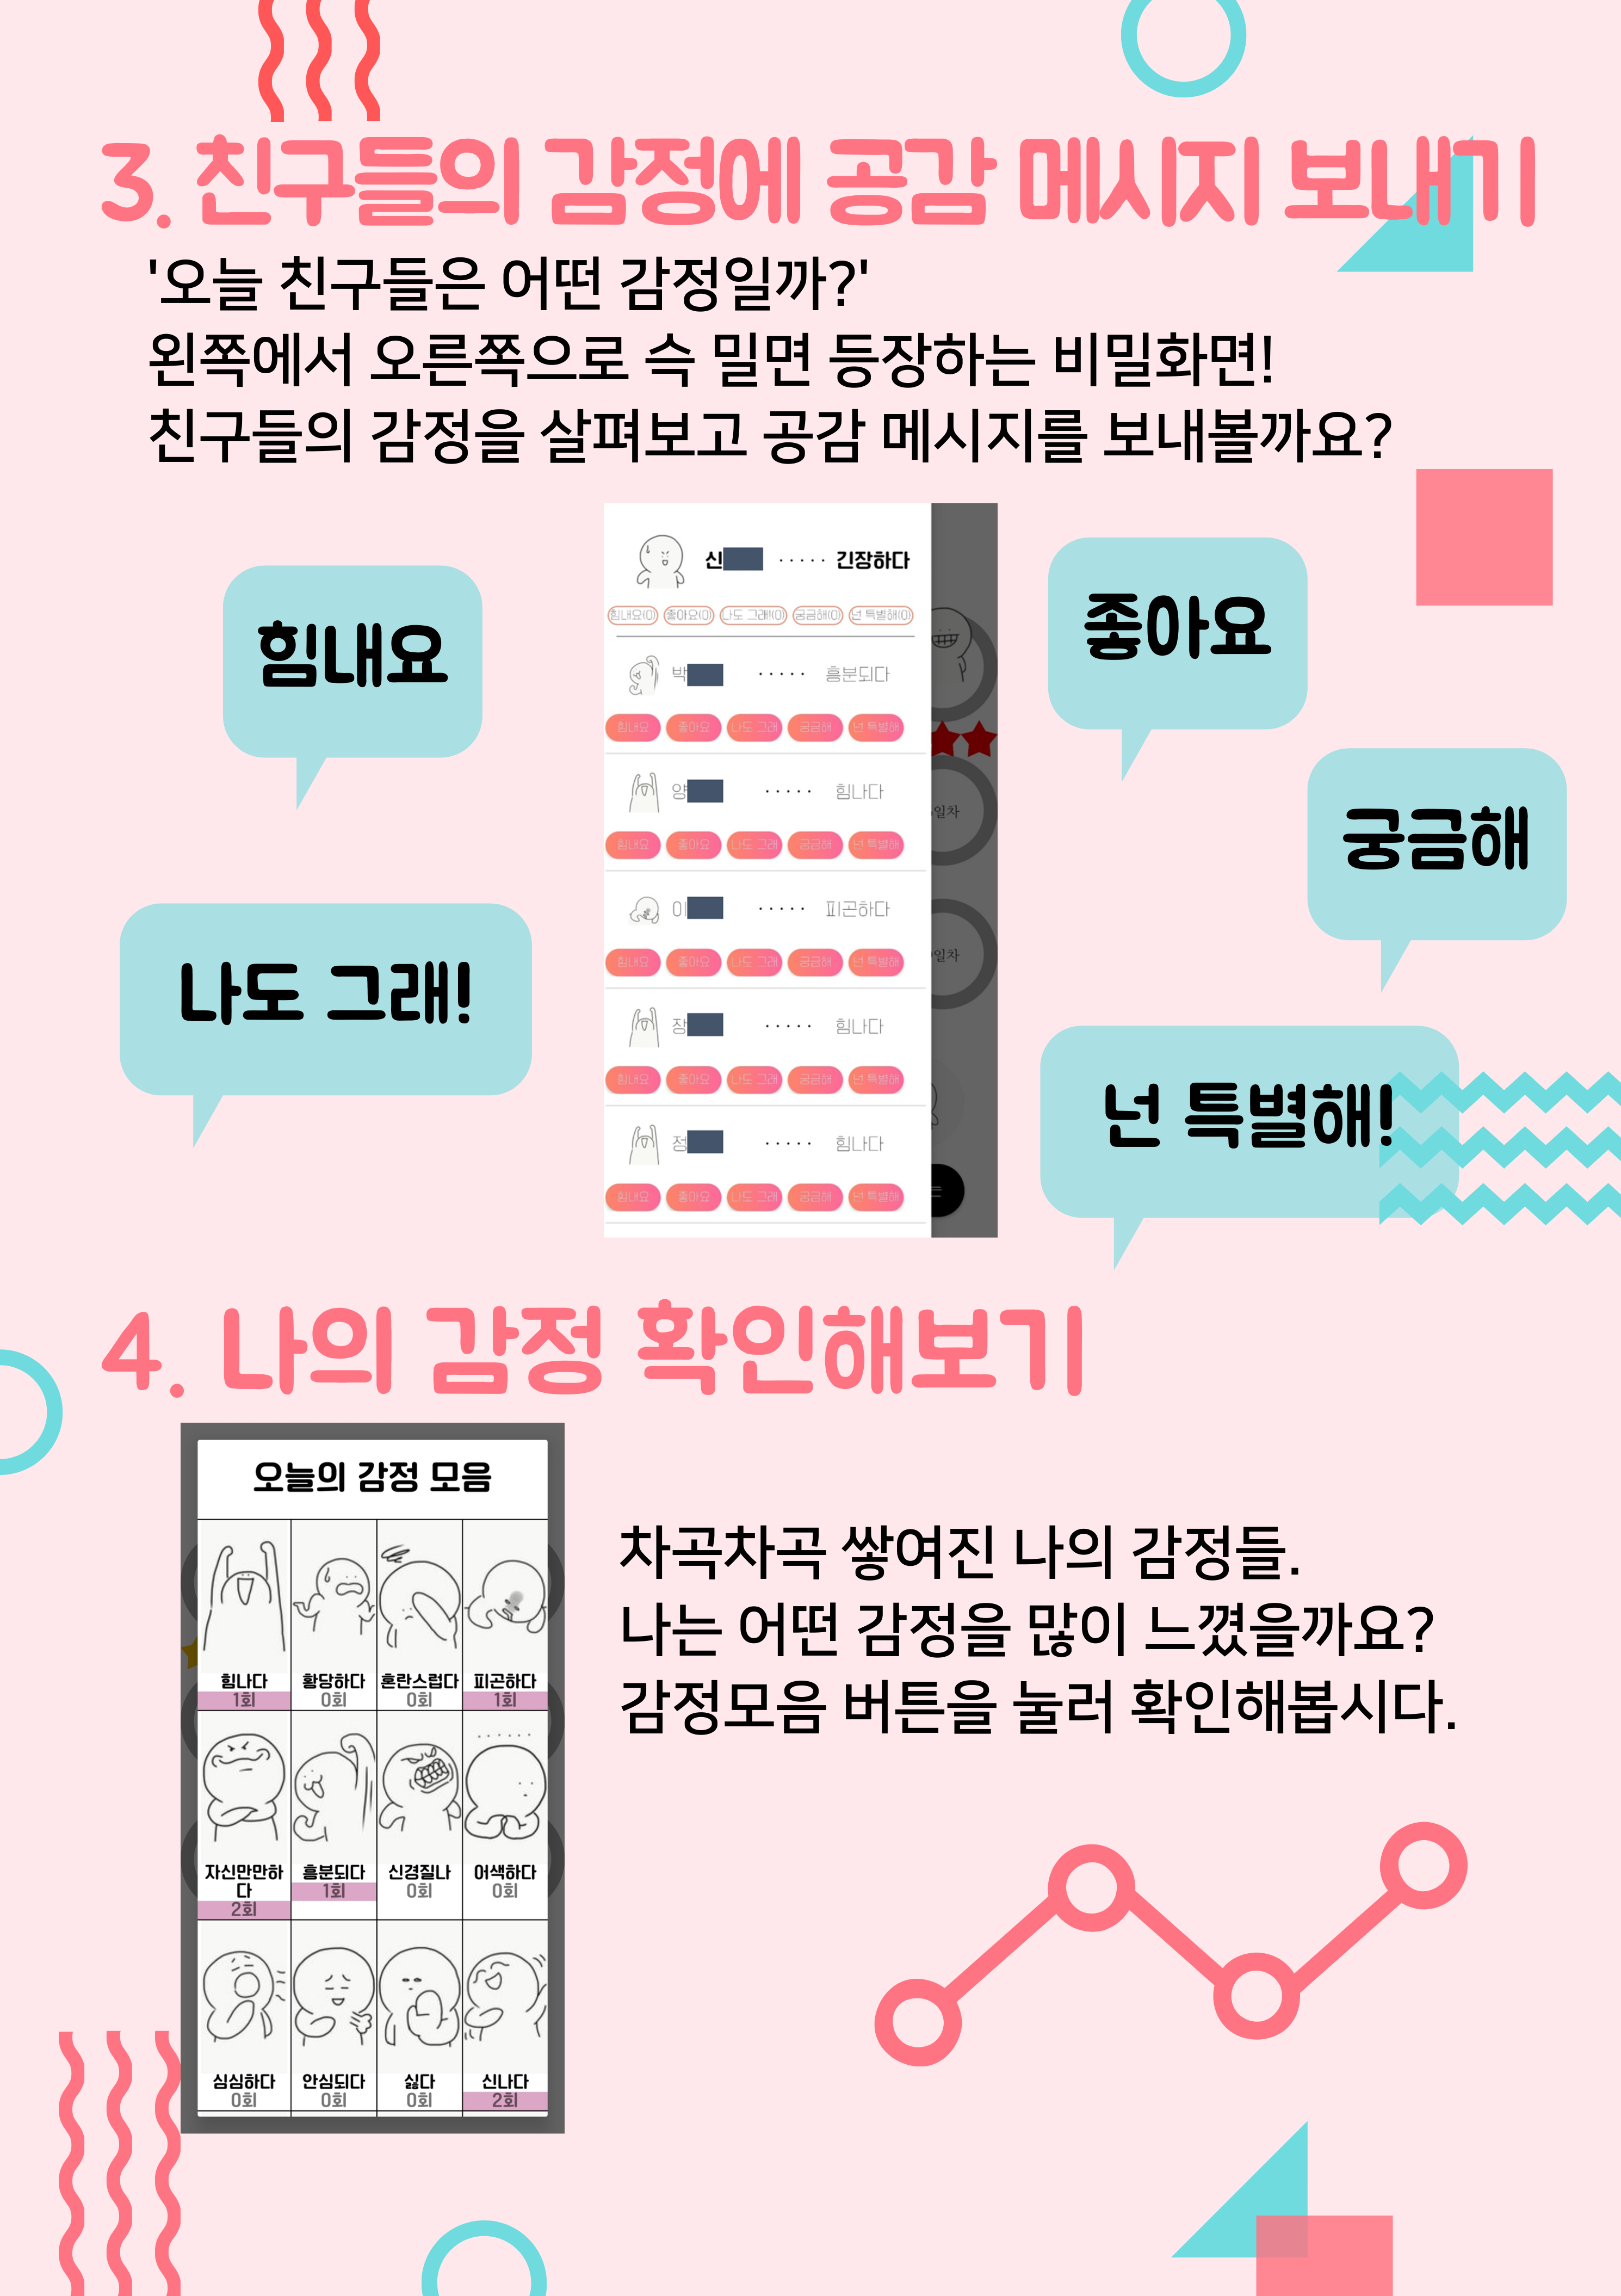 3. 친구들의 감정에 공감 메시지 보내기
'오늘 친구들은 어떤 감정일까?'
왼쪽에서 오른쪽으로 슥 밀면 등장하는 비밀화면!
친구들의 감정을 살펴보고 공감 메시지를 보내볼까요?
힘내요
나도 그래!
신 ····· 긴장하다
힘내요(0) 좋아요(0) 나도 그래!(0) 궁금해(0) 넌 특별해(0)
박 ····· 흥분되다
힘내요 좋아요 나도 그래 궁금해 넌 특별해
양 ····· 힘나다
힘내요 좋아요 나도 그래 궁금해 넌 특별해
이 ····· 피곤하다
힘내요 좋아요 나도 그래 궁금해 넌 특별해
장 ····· 힘나다
힘내요 좋아요 나도 그래 궁금해 넌 특별해
정 ····· 힘나다
힘내요 좋아요 나도 그래 궁금해 넌 특별해
일차
일차
좋아요
궁금해
넌 특별해!
4. 나의 감정 확인해보기
오늘의 감정 모음
힘나다 황당하다 혼란스럽다 피곤하다
1회 0회 0회 1회
자신만만하다 흥분되다 신경질나 어색하다
2회 1회 0회 0회
심심하다 안심되다 싫다 신나다
0회 0회 0회 2회
차곡차곡 쌓여진 나의 감정들.
나는 어떤 감정을 많이 느꼈을까요?
감정모음 버튼을 눌러 확인해봅시다.